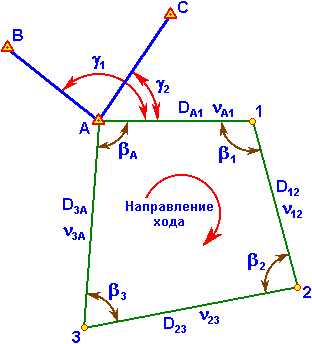 C
B
γ1
γ2
A
DA1 νA1
1
βA
β1
D3A
ν3A
Направление
хода
D12
ν12
β3
β2
2
3
D23 ν23